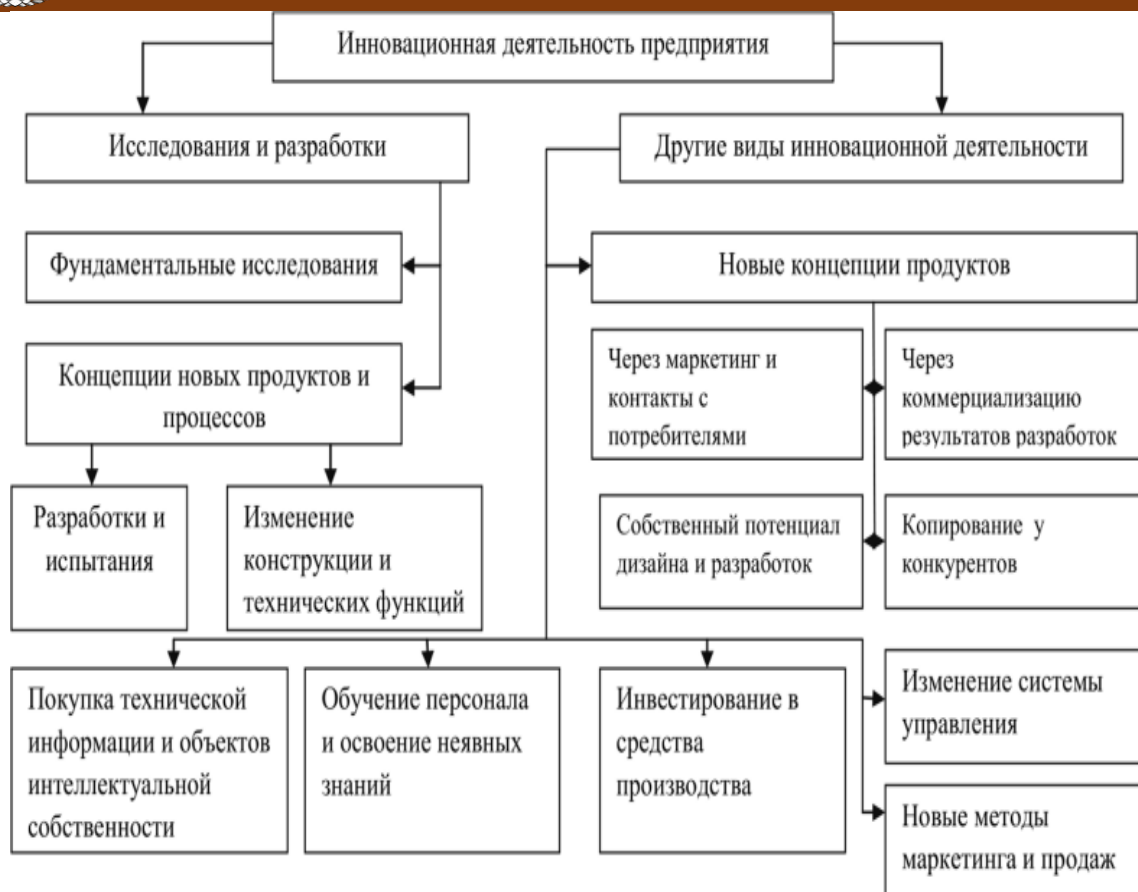 Инновационная деятельность предприятия
Исследования и разработки
Другие виды инновационной деятельности
Фундаментальные исследования
Новые концепции продуктов
Концепции новых продуктов и
процессов
Через маркетинг и
контакты с
потребителями
Через
коммерциализацию
результатов разработок
Разработки и
испытания
Изменение
конструкции и
технических функций
Собственный потенциал
дизайна и разработок
Копирование у
конкурентов
Покупка технической
информации и объектов
интеллектуальной
собственности
Обучение персонала
и освоение неявных
знаний
Инвестирование в
средства
производства
Изменение системы
управления
Новые методы
маркетинга и продаж